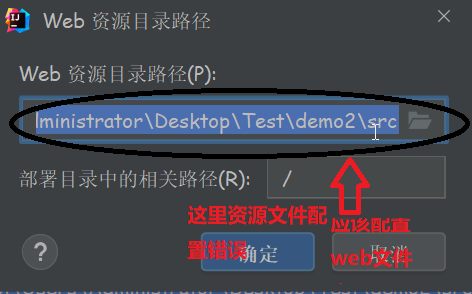 Web 资源目录路径
Web 资源目录路径(P):
lministrator\Desktop\Test\demo2\src
部署目录中的相关路径(R): /
这里资源文件配
置错误
应该配置
web文件
? 确定 取消